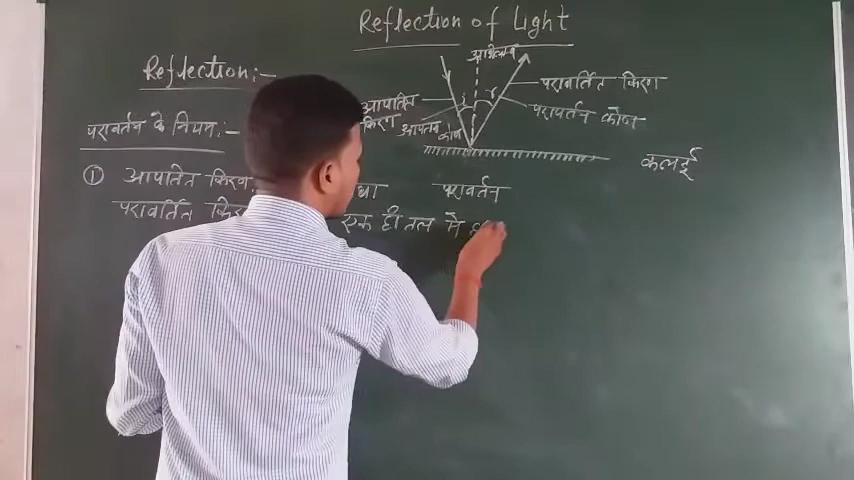 Reflection of Light
Reflection:-
अभिलम्ब
i r
परावर्तित किरण
आपतित
किरण
परावर्तन कोण
आपतन कोण
परावर्तन के नियम:-
कलई
① आपतित किरण, तथा परावर्तन
परावर्तित एक ही तल में